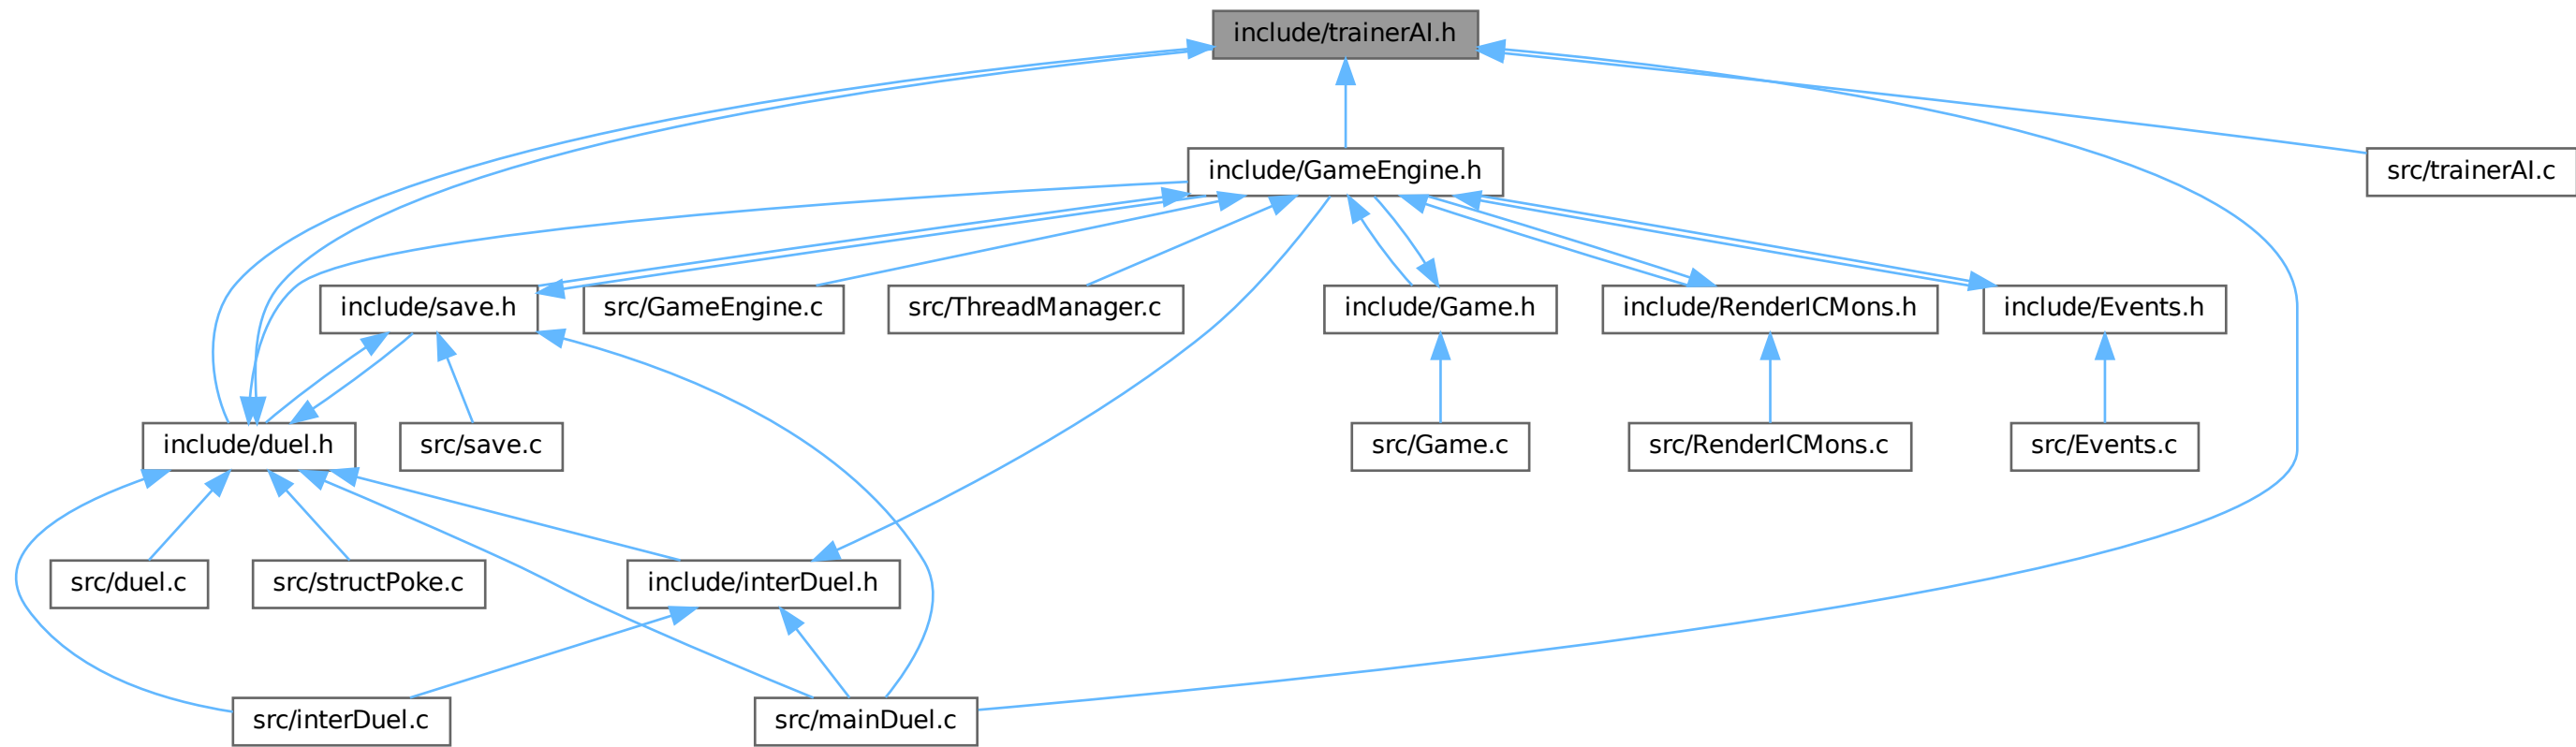 include/trainerAI.h
include/GameEngine.h
src/trainerAI.c
include/save.h
src/GameEngine.c
src/ThreadManager.c
include/Game.h
include/RenderICMons.h
include/Events.h
include/duel.h
src/save.c
src/Game.c
src/RenderICMons.c
src/Events.c
src/duel.c
src/structPoke.c
include/interDuel.h
src/interDuel.c
src/mainDuel.c